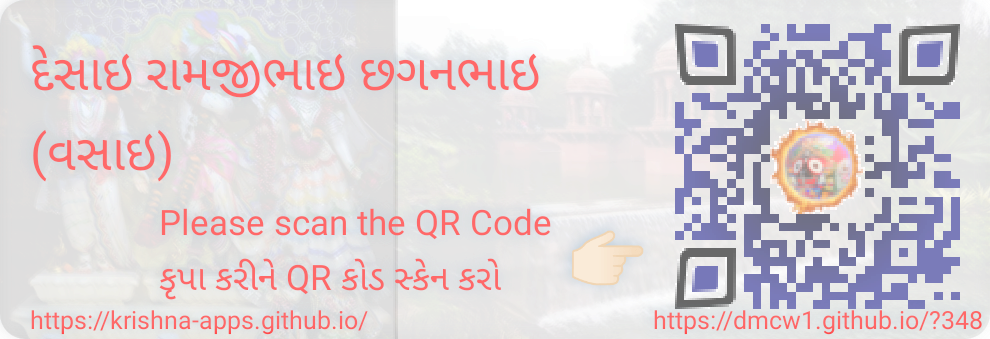 દેસાઇ રામજીભાઇ છગનભાઇ
(વસાઇ)
Please scan the QR Code
કૃપા કરીને QR કોડ સ્કેન કરો
https://krishna-apps.github.io/
https://dmcw1.github.io/?348